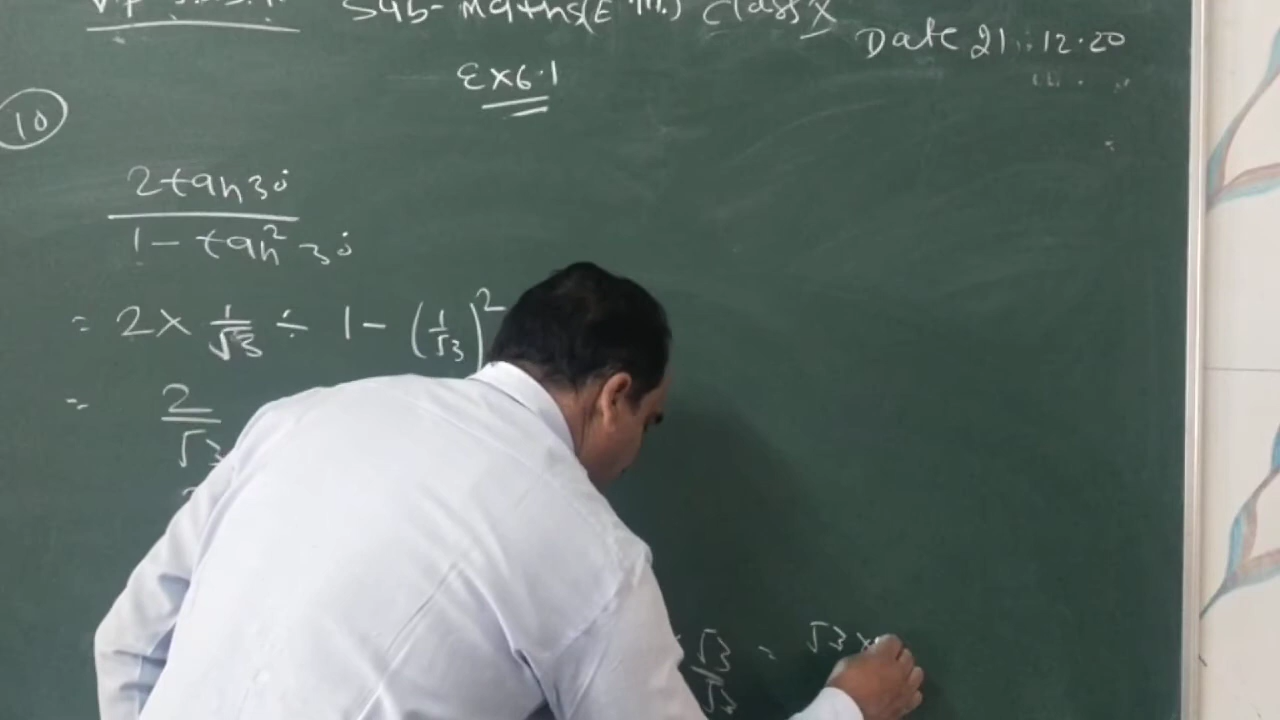 Sub- Maths(E.m.) Class X
Date 21.12.20
Ex 6.1
10
2 tan 30°
1 - tan² 30°
= 2 × 1/√3 ÷ 1 - (1/√3)²
= 2/√3
√3 = √3 ×